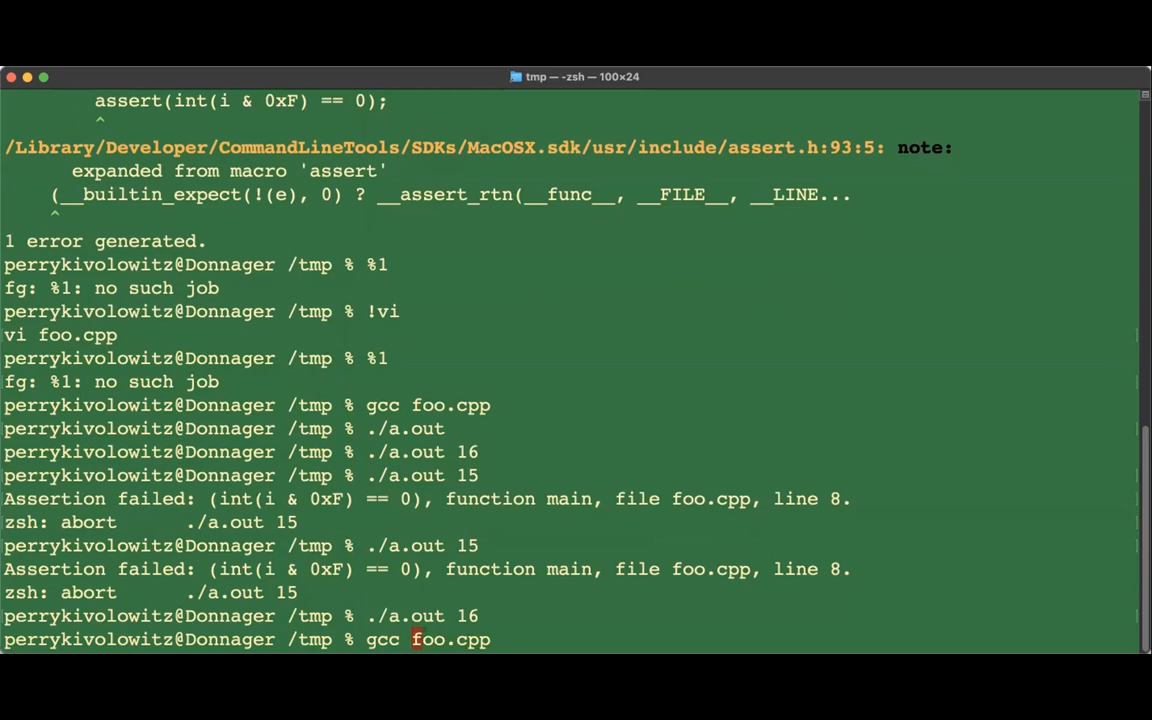 tmp — -zsh — 100×24
assert(int(i & 0xF) == 0);
^
/Library/Developer/CommandLineTools/SDKs/MacOSX.sdk/usr/include/assert.h:93:5: note:
expanded from macro 'assert'
(__builtin_expect(!(e), 0) ? __assert_rtn(__func__, __FILE__, __LINE...
^
1 error generated.
perrykivolowitz@Donnager /tmp % %1
fg: %1: no such job
perrykivolowitz@Donnager /tmp % !vi
vi foo.cpp
perrykivolowitz@Donnager /tmp % %1
fg: %1: no such job
perrykivolowitz@Donnager /tmp % gcc foo.cpp
perrykivolowitz@Donnager /tmp % ./a.out
perrykivolowitz@Donnager /tmp % ./a.out 16
perrykivolowitz@Donnager /tmp % ./a.out 15
Assertion failed: (int(i & 0xF) == 0), function main, file foo.cpp, line 8.
zsh: abort      ./a.out 15
perrykivolowitz@Donnager /tmp % ./a.out 15
Assertion failed: (int(i & 0xF) == 0), function main, file foo.cpp, line 8.
zsh: abort      ./a.out 15
perrykivolowitz@Donnager /tmp % ./a.out 16
perrykivolowitz@Donnager /tmp % gcc foo.cpp